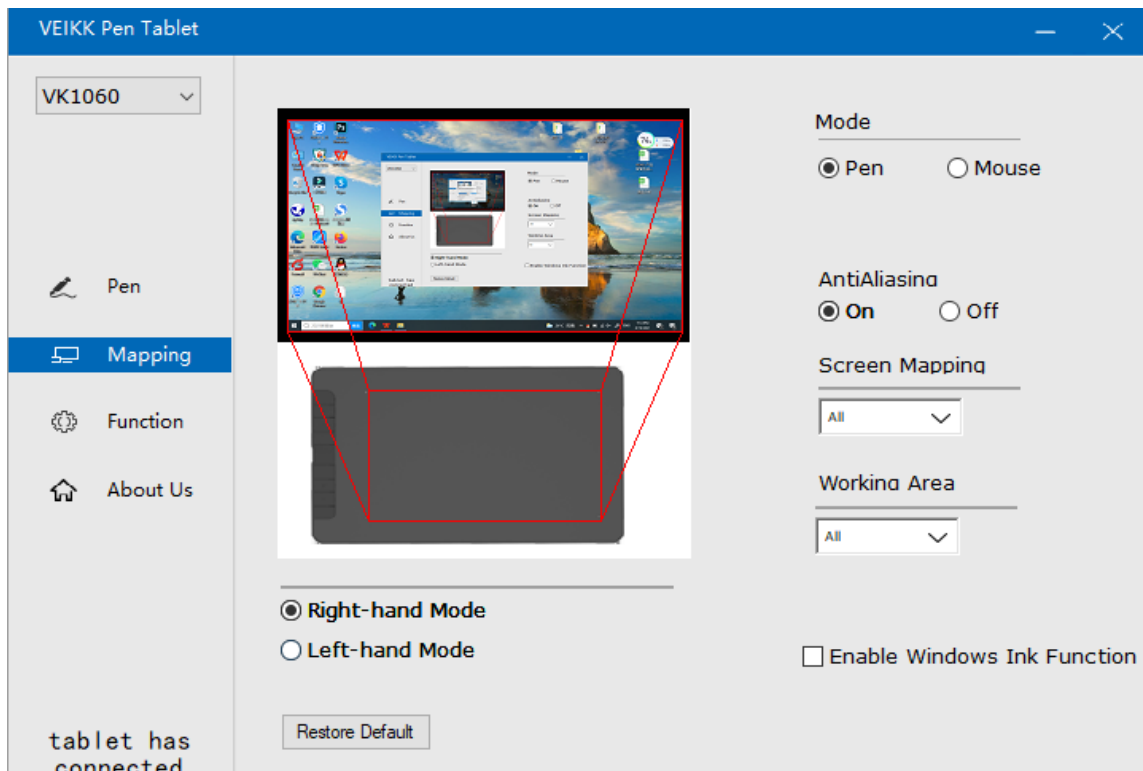 VEIKK Pen Tablet
VK1060
Pen
Mapping
Function
About Us
tablet has
connected
Right-hand Mode
Left-hand Mode
Restore Default
Mode
Pen Mouse
AntiAliasing
On Off
Screen Mapping
All
Working Area
All
Enable Windows Ink Function